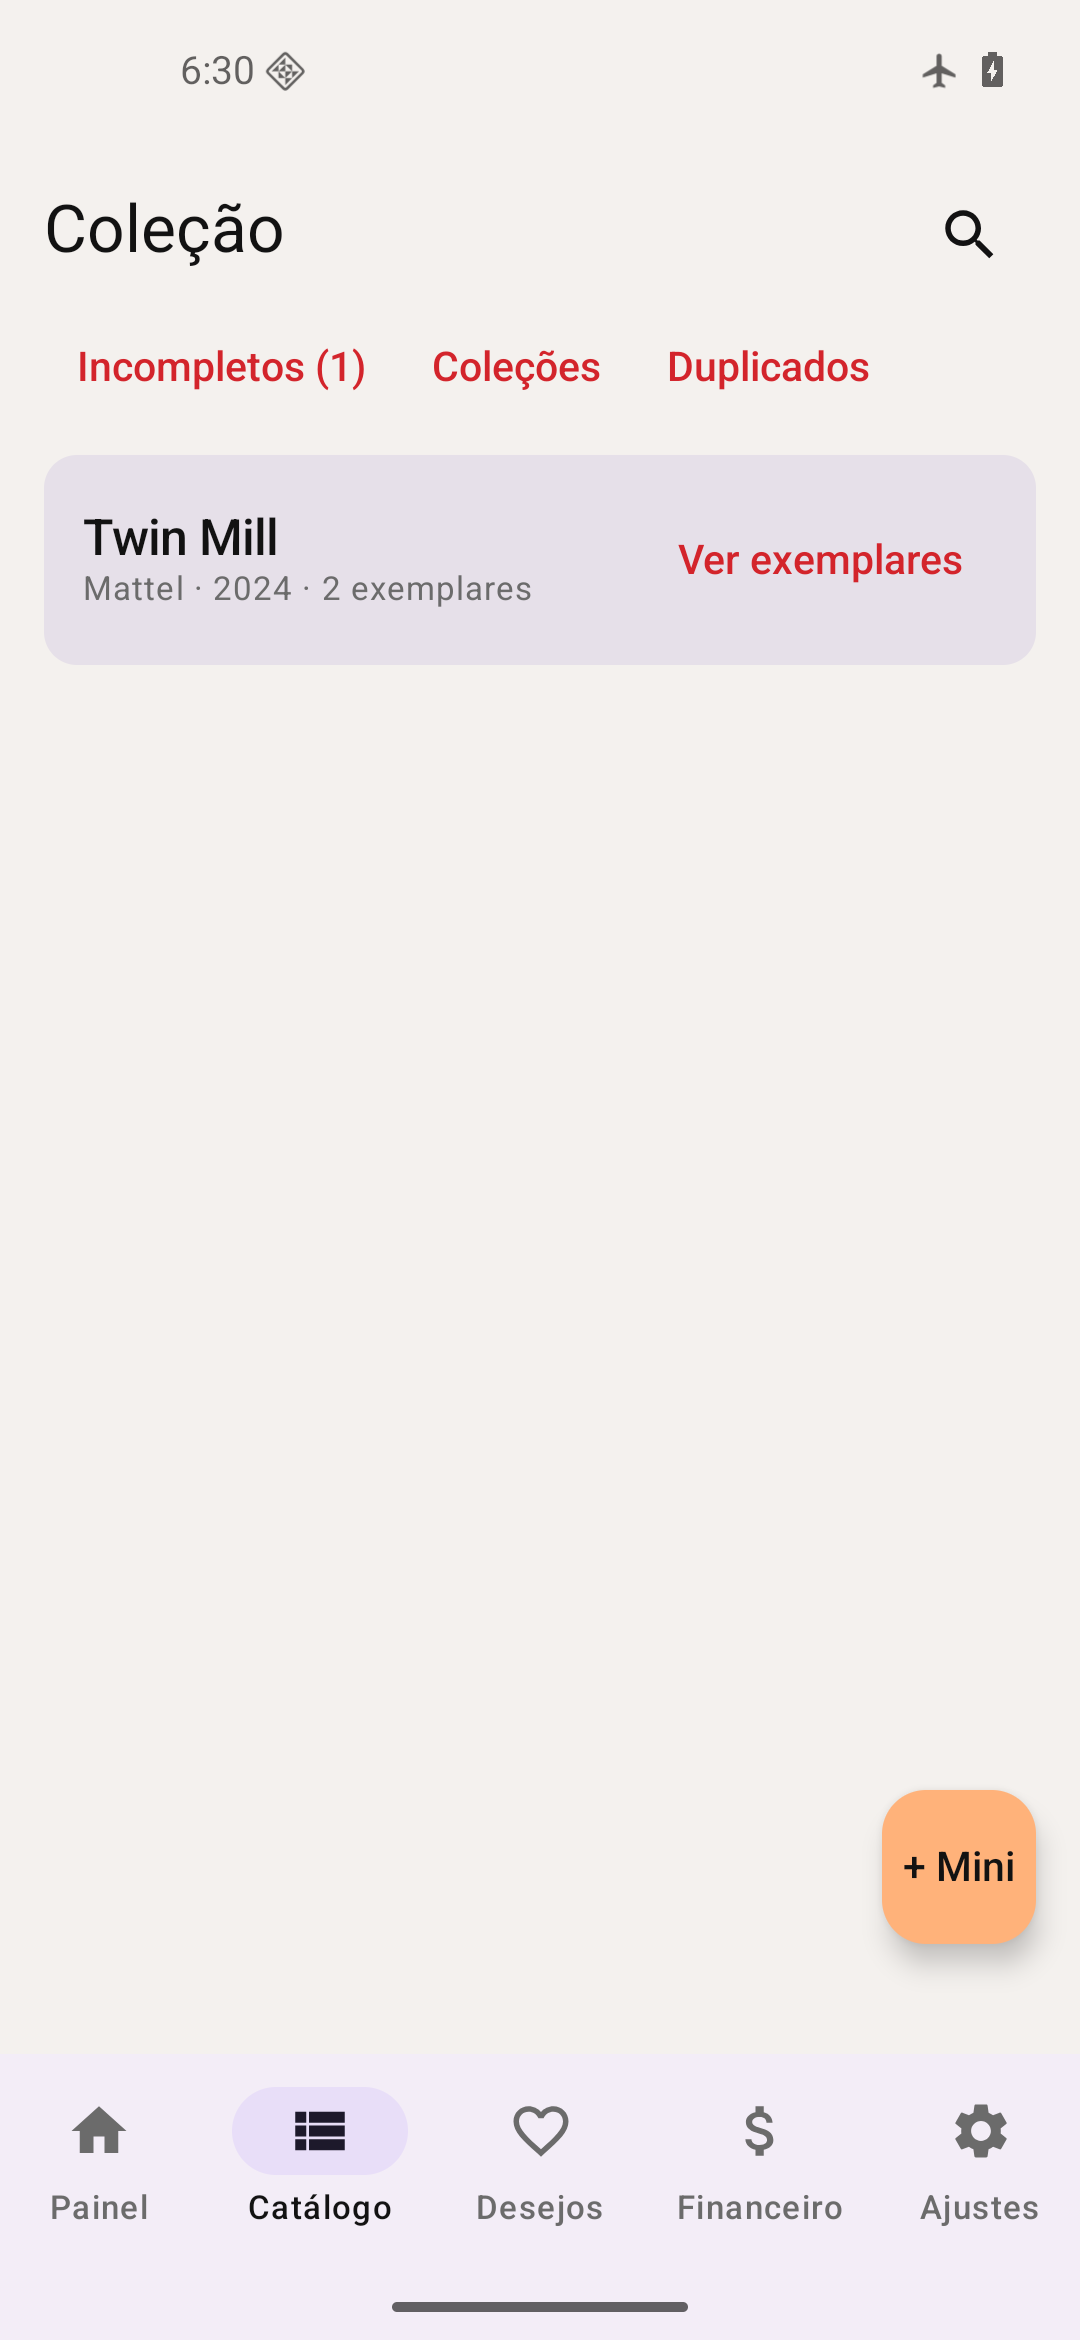 6:30
Coleção
Incompletos (1) Coleções Duplicados
Twin Mill
Mattel · 2024 · 2 exemplares
Ver exemplares
+ Mini
Painel Catálogo Desejos Financeiro Ajustes